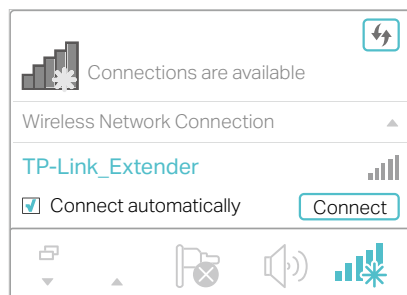 Connections are available
Wireless Network Connection
TP-Link_Extender
Connect automatically
Connect